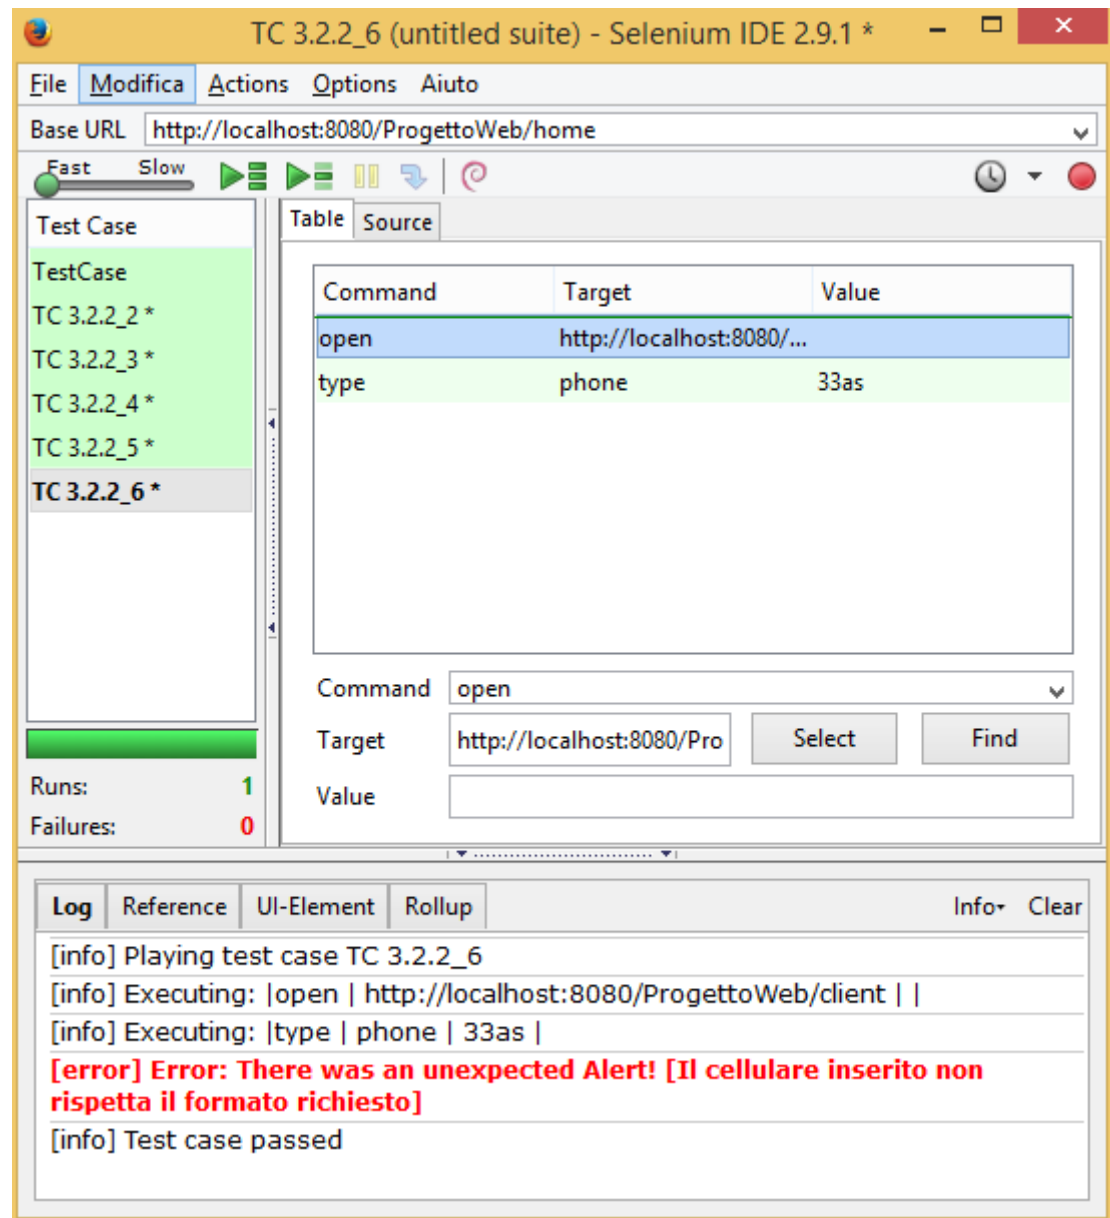 TC 3.2.2_6 (untitled suite) - Selenium IDE 2.9.1 *
File Modifica Actions Options Aiuto
Base URL http://localhost:8080/ProgettoWeb/home
Fast Slow
Test Case
TestCase
TC 3.2.2_2 *
TC 3.2.2_3 *
TC 3.2.2_4 *
TC 3.2.2_5 *
TC 3.2.2_6 *
Runs: 1
Failures: 0
Table Source
Command Target Value
open http://localhost:8080/...
type phone 33as
Command open
Target http://localhost:8080/Pro Select Find
Value
Log Reference UI-Element Rollup Info Clear
[info] Playing test case TC 3.2.2_6
[info] Executing: |open | http://localhost:8080/ProgettoWeb/client | |
[info] Executing: |type | phone | 33as |
[error] Error: There was an unexpected Alert! [Il cellulare inserito non
rispetta il formato richiesto]
[info] Test case passed